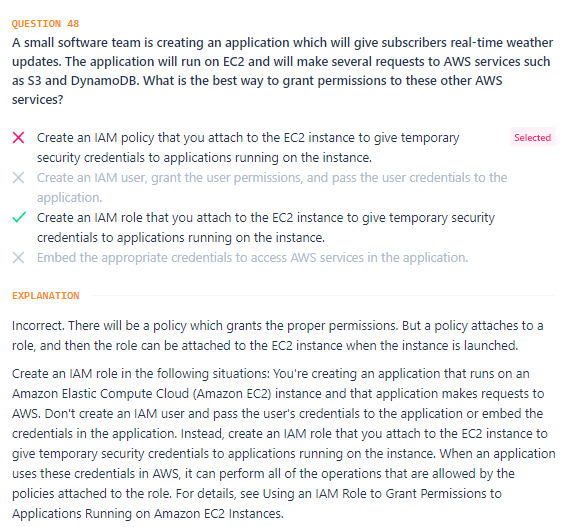 QUESTION 48
A small software team is creating an application which will give subscribers real-time weather
updates. The application will run on EC2 and will make several requests to AWS services such
as S3 and DynamoDB. What is the best way to grant permissions to these other AWS
services?
Create an IAM policy that you attach to the EC2 instance to give temporary
Selected
security credentials to applications running on the instance.
Create an IAM user, grant the user permissions, and pass the user credentials to the
application.
Create an IAM role that you attach to the EC2 instance to give temporary security
credentials to applications running on the instance.
Embed the appropriate credentials to access AWS services in the application.
EXPLANATION
Incorrect. There will be a policy which grants the proper permissions. But a policy attaches to a
role, and then the role can be attached to the EC2 instance when the instance is launched.
Create an IAM role in the following situations: You're creating an application that runs on an
Amazon Elastic Compute Cloud (Amazon EC2) instance and that application makes requests to
AWS. Don't create an IAM user and pass the user's credentials to the application or embed the
credentials in the application. Instead, create an IAM role that you attach to the EC2 instance to
give temporary security credentials to applications running on the instance. When an application
uses these credentials in AWS, it can perform all of the operations that are allowed by the
policies attached to the role. For details, see Using an IAM Role to Grant Permissions to
Applications Running on Amazon EC2 Instances.